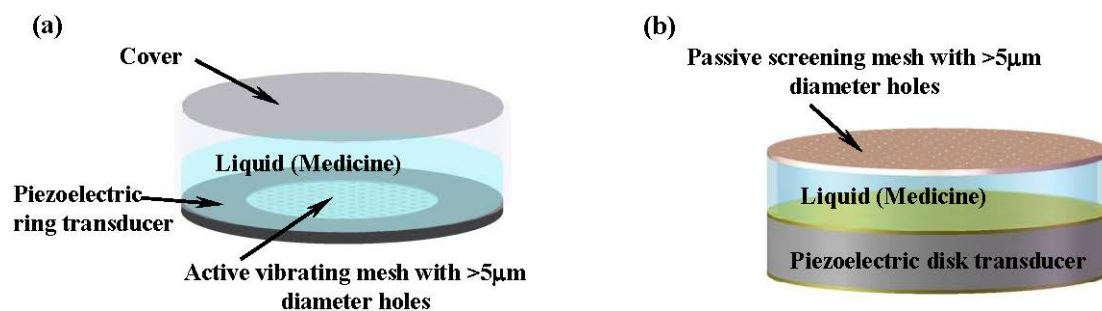 (a)
Cover
Liquid (Medicine)
Piezoelectric
ring transducer
Active vibrating mesh with >5μm
diameter holes
(b)
Passive screening mesh with >5μm
diameter holes
Liquid (Medicine)
Piezoelectric disk transducer